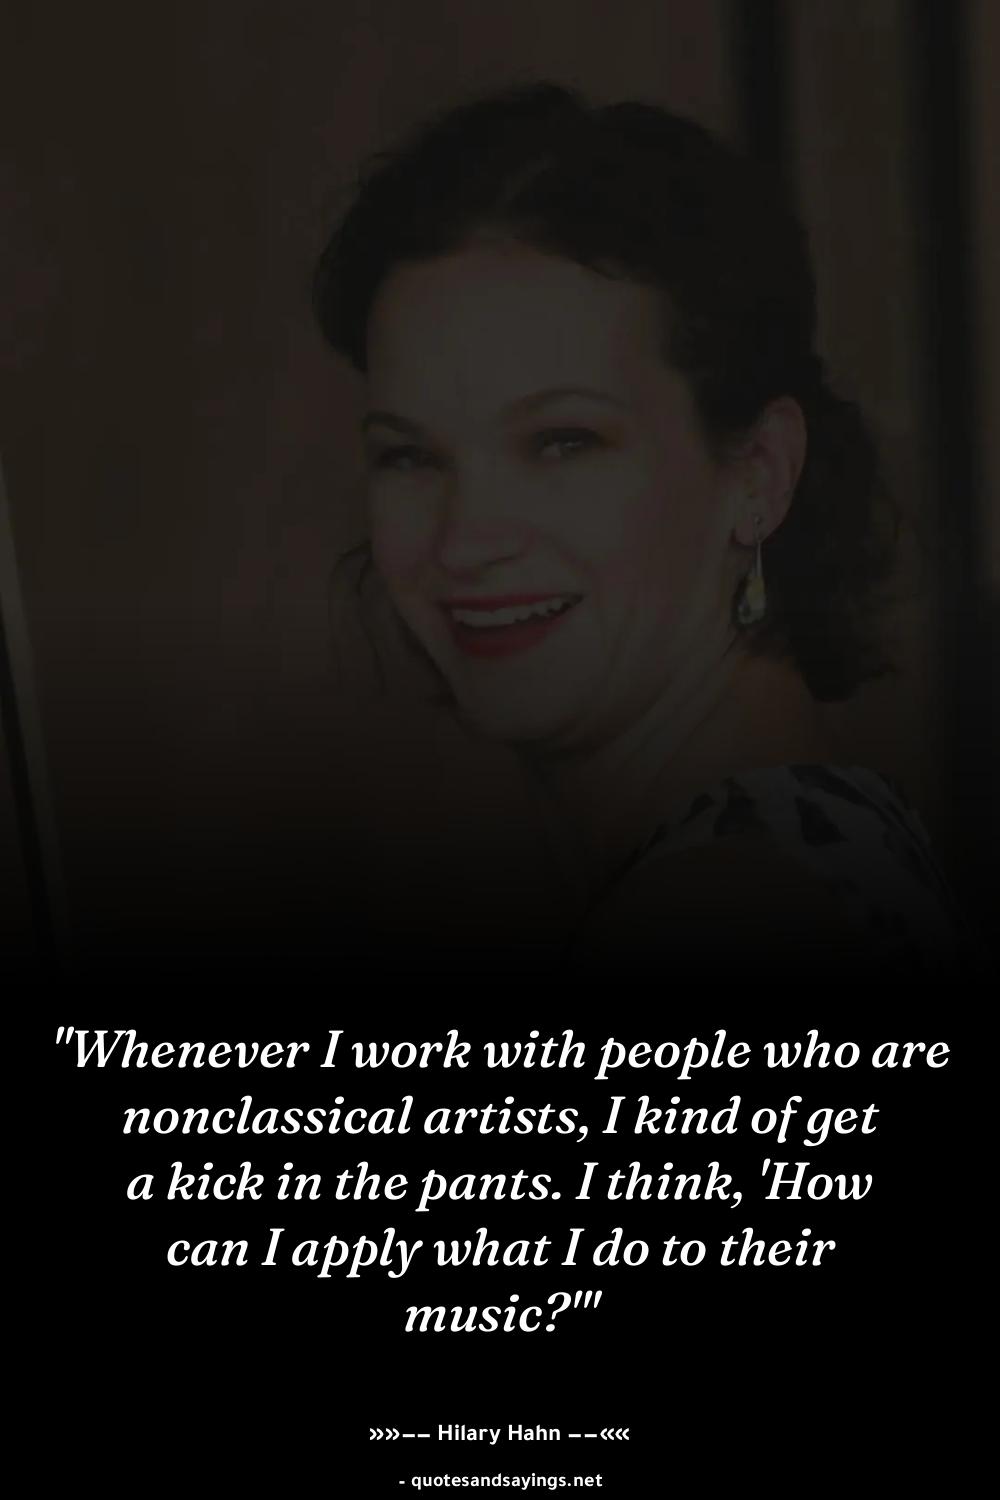 "Whenever I work with people who are
nonclassical artists, I kind of get
a kick in the pants. I think, 'How
can I apply what I do to their
music?'"
»»–– Hilary Hahn ––««
- quotesandsayings.net